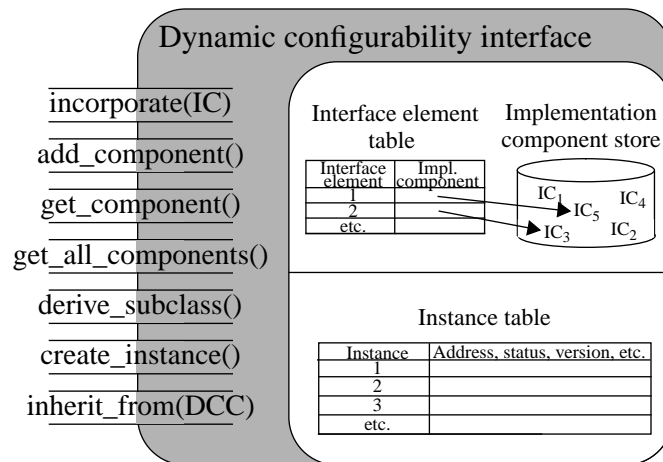 Dynamic configurability interface
incorporate(IC)
add_component()
get_component()
get_all_components()
derive_subclass()
create_instance()
inherit_from(DCC)
Interface element
table
Interface
element
Impl.
component
1
2
etc.
Implementation
component store
IC1
IC4
IC5
IC3
IC2
Instance table
Instance
Address, status, version, etc.
1
2
3
etc.